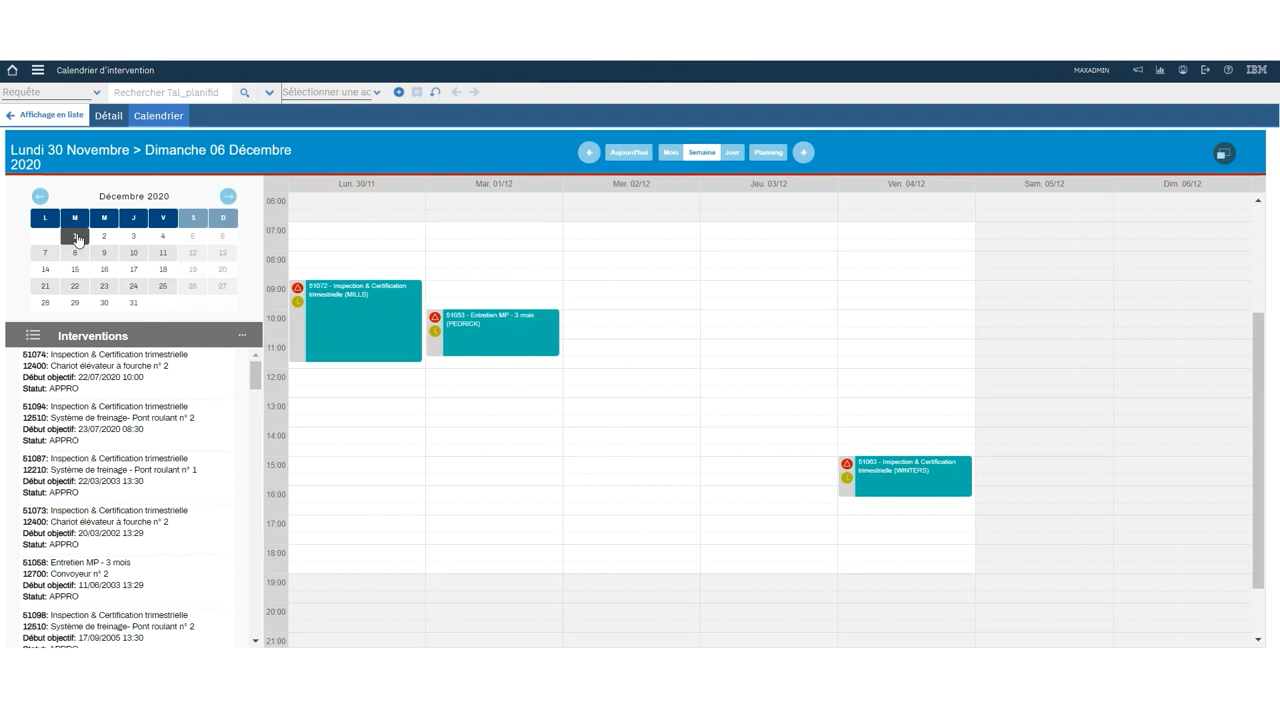 Calendrier d'intervention
MAXADMIN
IBM
Requête
Rechercher Tal_planifid
Sélectionner une ac
Affichage en liste
Détail
Calendrier
Lundi 30 Novembre > Dimanche 06 Décembre
2020
Aujourd'hui
Mois
Semaine
Jour
Planning
Décembre 2020
L M M J V S D
1 2 3 4 5 6
7 8 9 10 11 12 13
14 15 16 17 18 19 20
21 22 23 24 25 26 27
28 29 30 31
Interventions
...
51074: Inspection & Certification trimestrielle
12400: Chariot élévateur à fourche n° 2
Début objectif: 22/07/2020 10:00
Statut: APPRO
51094: Inspection & Certification trimestrielle
12510: Système de freinage- Pont roulant n° 2
Début objectif: 23/07/2020 08:30
Statut: APPRO
51087: Inspection & Certification trimestrielle
12210: Système de freinage - Pont roulant n° 1
Début objectif: 22/03/2003 13:30
Statut: APPRO
51073: Inspection & Certification trimestrielle
12400: Chariot élévateur à fourche n° 2
Début objectif: 20/03/2002 13:29
Statut: APPRO
51058: Entretien MP - 3 mois
12700: Convoyeur n° 2
Début objectif: 11/06/2003 13:29
Statut: APPRO
51098: Inspection & Certification trimestrielle
12510: Système de freinage- Pont roulant n° 2
Début objectif: 17/09/2005 13:30
Statut: APPRO
Lun. 30/11
Mar. 01/12
Mer. 02/12
Jeu. 03/12
Ven. 04/12
Sam. 05/12
Dim. 06/12
06:00
07:00
08:00
09:00
10:00
11:00
12:00
13:00
14:00
15:00
16:00
17:00
18:00
19:00
20:00
21:00
51072 - Inspection & Certification
trimestrielle (MILLS)
51053 - Entretien MP - 3 mois
(PEDRICK)
51063 - Inspection & Certification
trimestrielle (WINTERS)